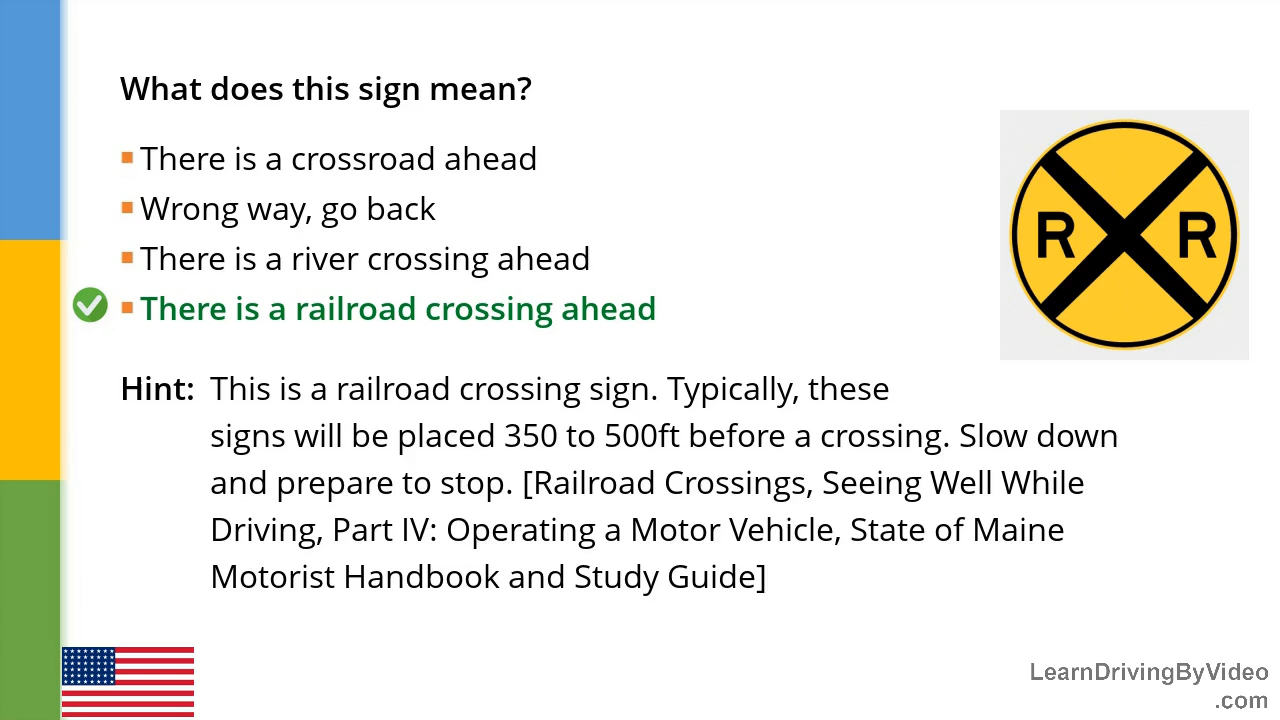 What does this sign mean?
There is a crossroad ahead
Wrong way, go back
There is a river crossing ahead
There is a railroad crossing ahead
R R
Hint: This is a railroad crossing sign. Typically, these
signs will be placed 350 to 500ft before a crossing. Slow down
and prepare to stop. [Railroad Crossings, Seeing Well While
Driving, Part IV: Operating a Motor Vehicle, State of Maine
Motorist Handbook and Study Guide]
LearnDrivingByVideo
.com